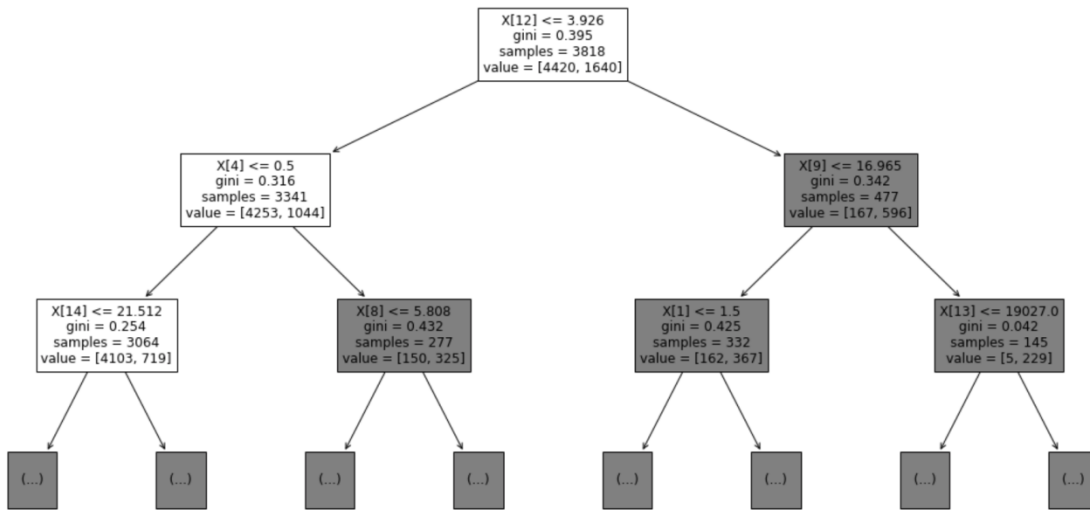 X[12] <= 3.926
gini = 0.395
samples = 3818
value = [4420, 1640]
X[4] <= 0.5
gini = 0.316
samples = 3341
value = [4253, 1044]
X[9] <= 16.965
gini = 0.342
samples = 477
value = [167, 596]
X[14] <= 21.512
gini = 0.254
samples = 3064
value = [4103, 719]
X[8] <= 5.808
gini = 0.432
samples = 277
value = [150, 325]
X[1] <= 1.5
gini = 0.425
samples = 332
value = [162, 367]
X[13] <= 19027.0
gini = 0.042
samples = 145
value = [5, 229]
(...)
(...)
(...)
(...)
(...)
(...)
(...)
(...)